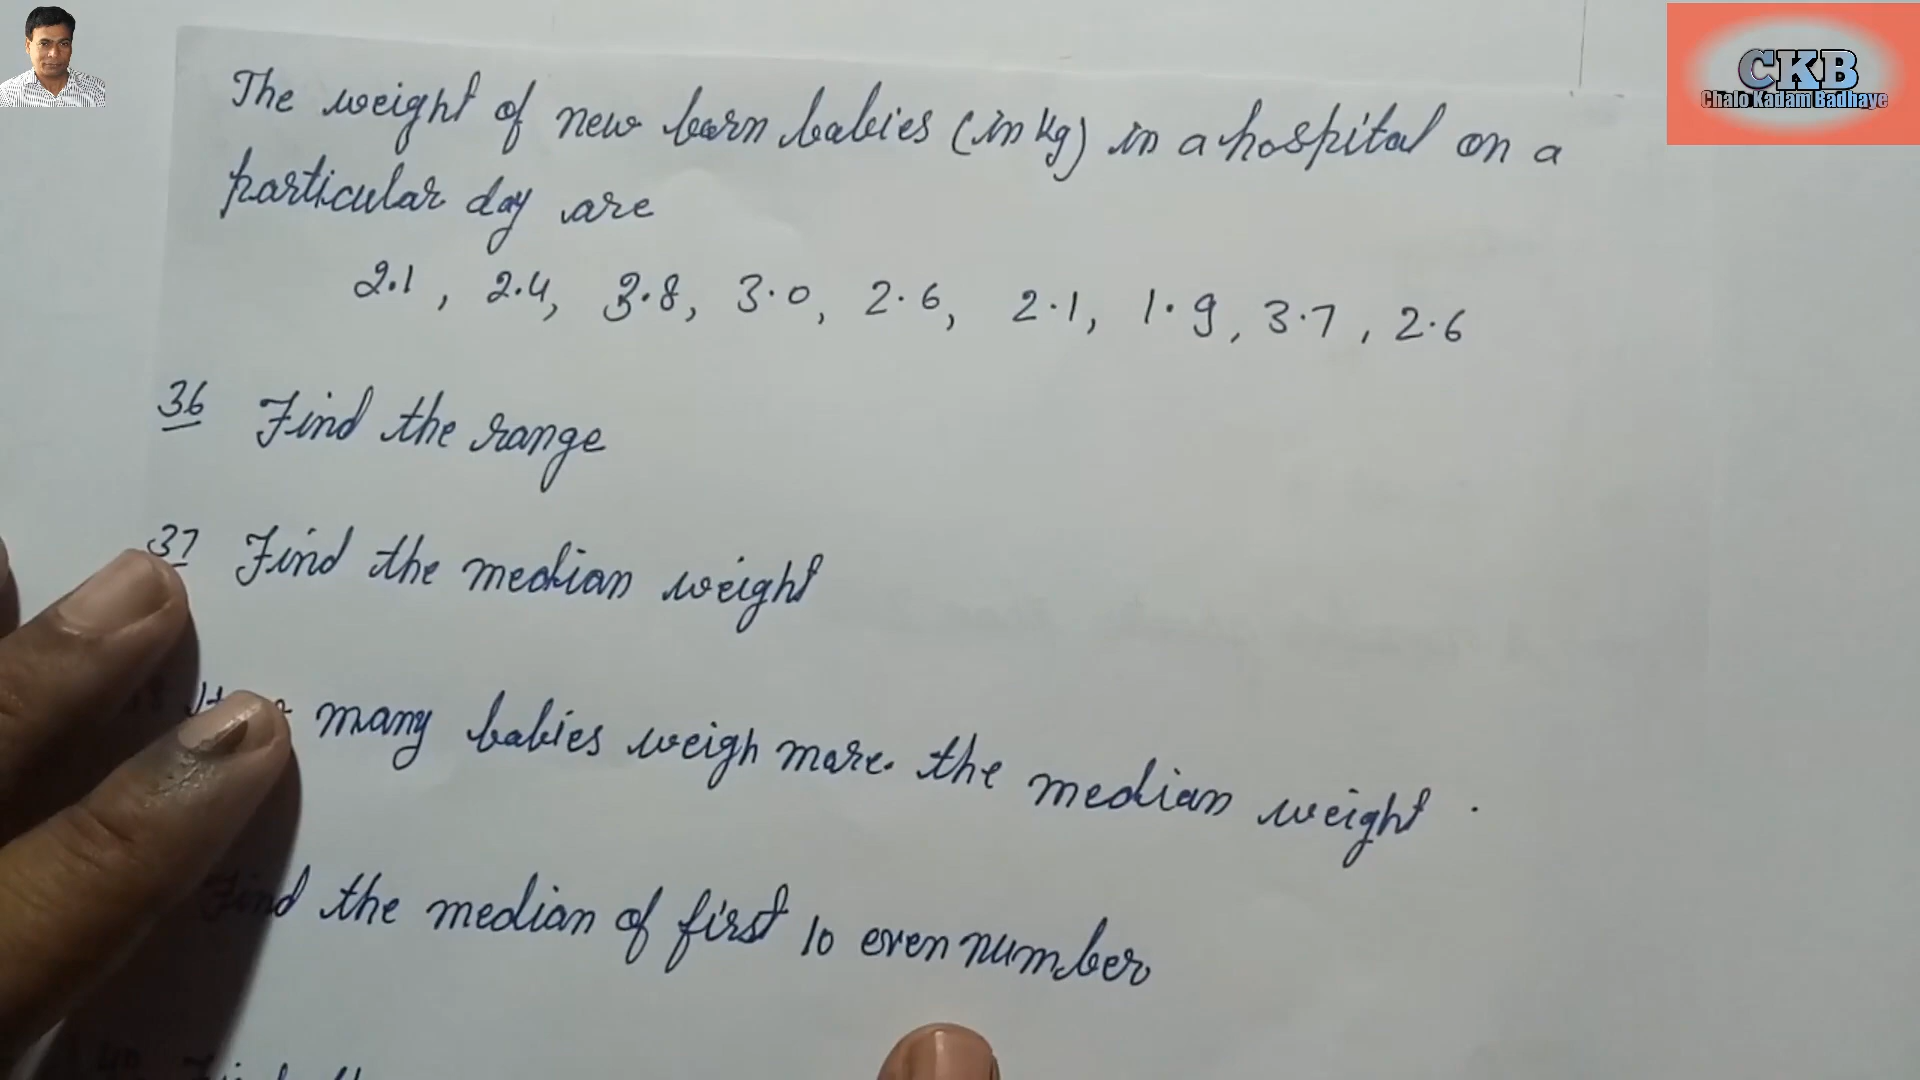 CKB
Chalo Kadam Badhaye
The weight of new born babies (in kg) in a hospital on a
particular day are
2.1, 2.4, 3.8, 3.0, 2.6, 2.1, 1.9, 3.7, 2.6
36 Find the range
37 Find the median weight
many babies weigh more the median weight.
Find the median of first 10 even number